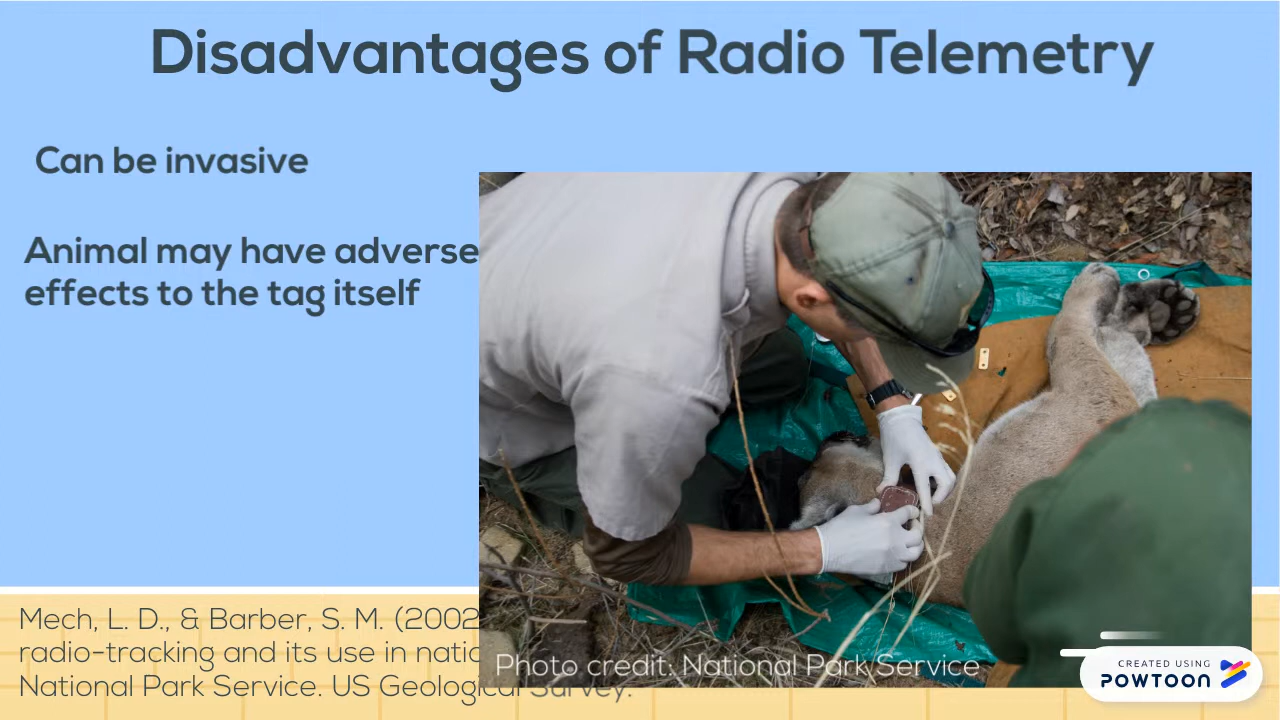 Disadvantages of Radio Telemetry
Can be invasive
Animal may have adverse
effects to the tag itself
Mech, L. D., & Barber, S. M. (2002
radio-tracking and its use in natio
National Park Service. US Geological Survey.
Photo credit: National Park Service
CREATED USING
POWTOON